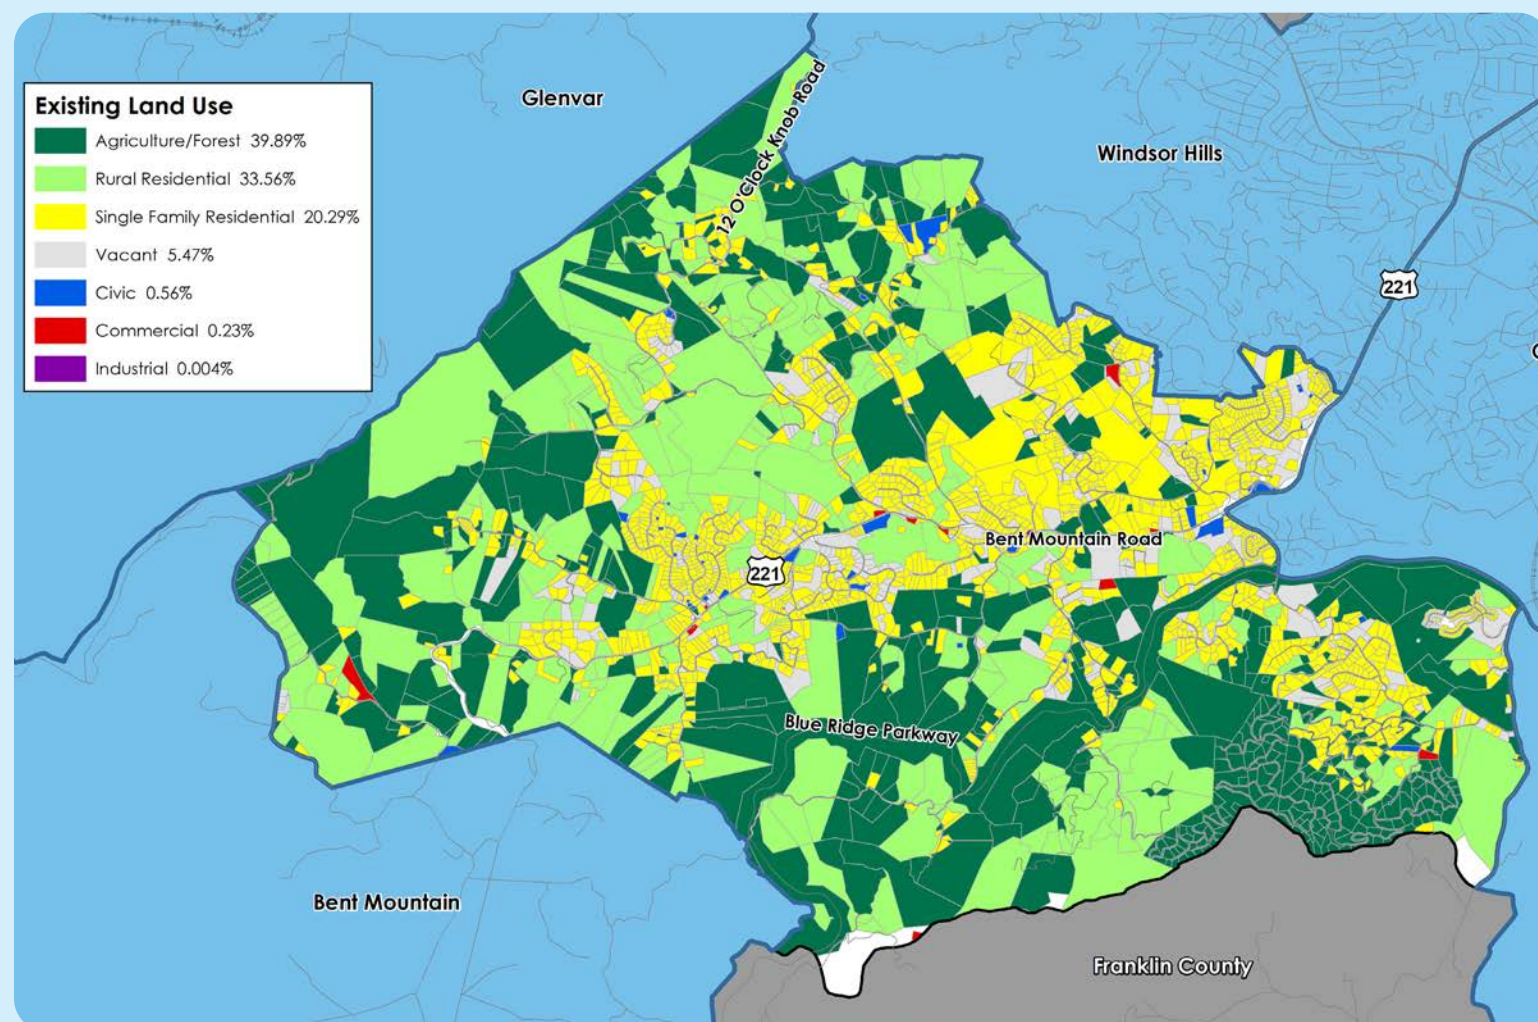 Existing Land Use
Agriculture/Forest 39.89%
Rural Residential 33.56%
Single Family Residential 20.29%
Vacant 5.47%
Civic 0.56%
Commercial 0.23%
Industrial 0.004%
Glenvar
12 O'Clock Knob Road
Windsor Hills
221
Bent Mountain Road
221
Blue Ridge Parkway
Bent Mountain
Franklin County